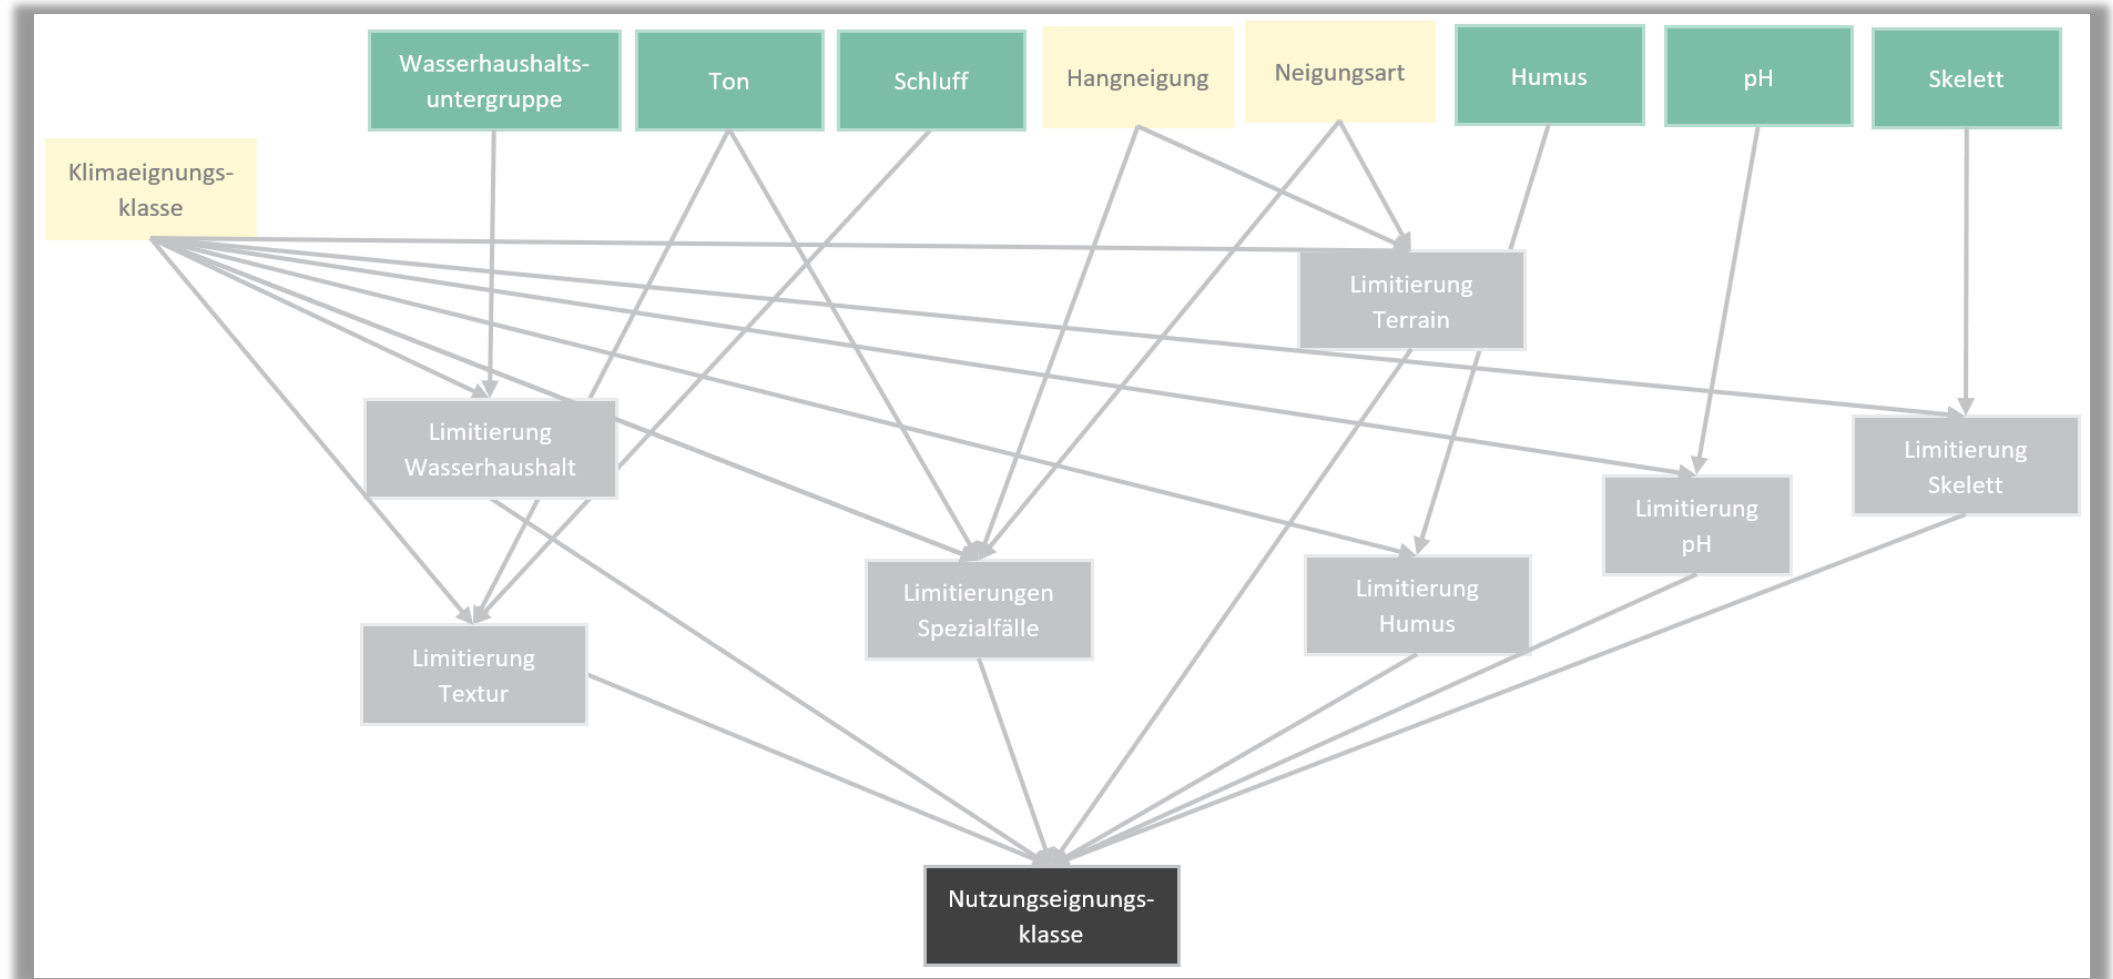 Wasserhaushalts-
untergruppe
Ton
Schluff
Hangneigung
Neigungsart
Humus
pH
Skelett
Klimaeignungs-
klasse
Limitierung
Terrain
Limitierung
Wasserhaushalt
Limitierung
Skelett
Limitierung
pH
Limitierungen
Spezialfälle
Limitierung
Humus
Limitierung
Textur
Nutzungseignungs-
klasse